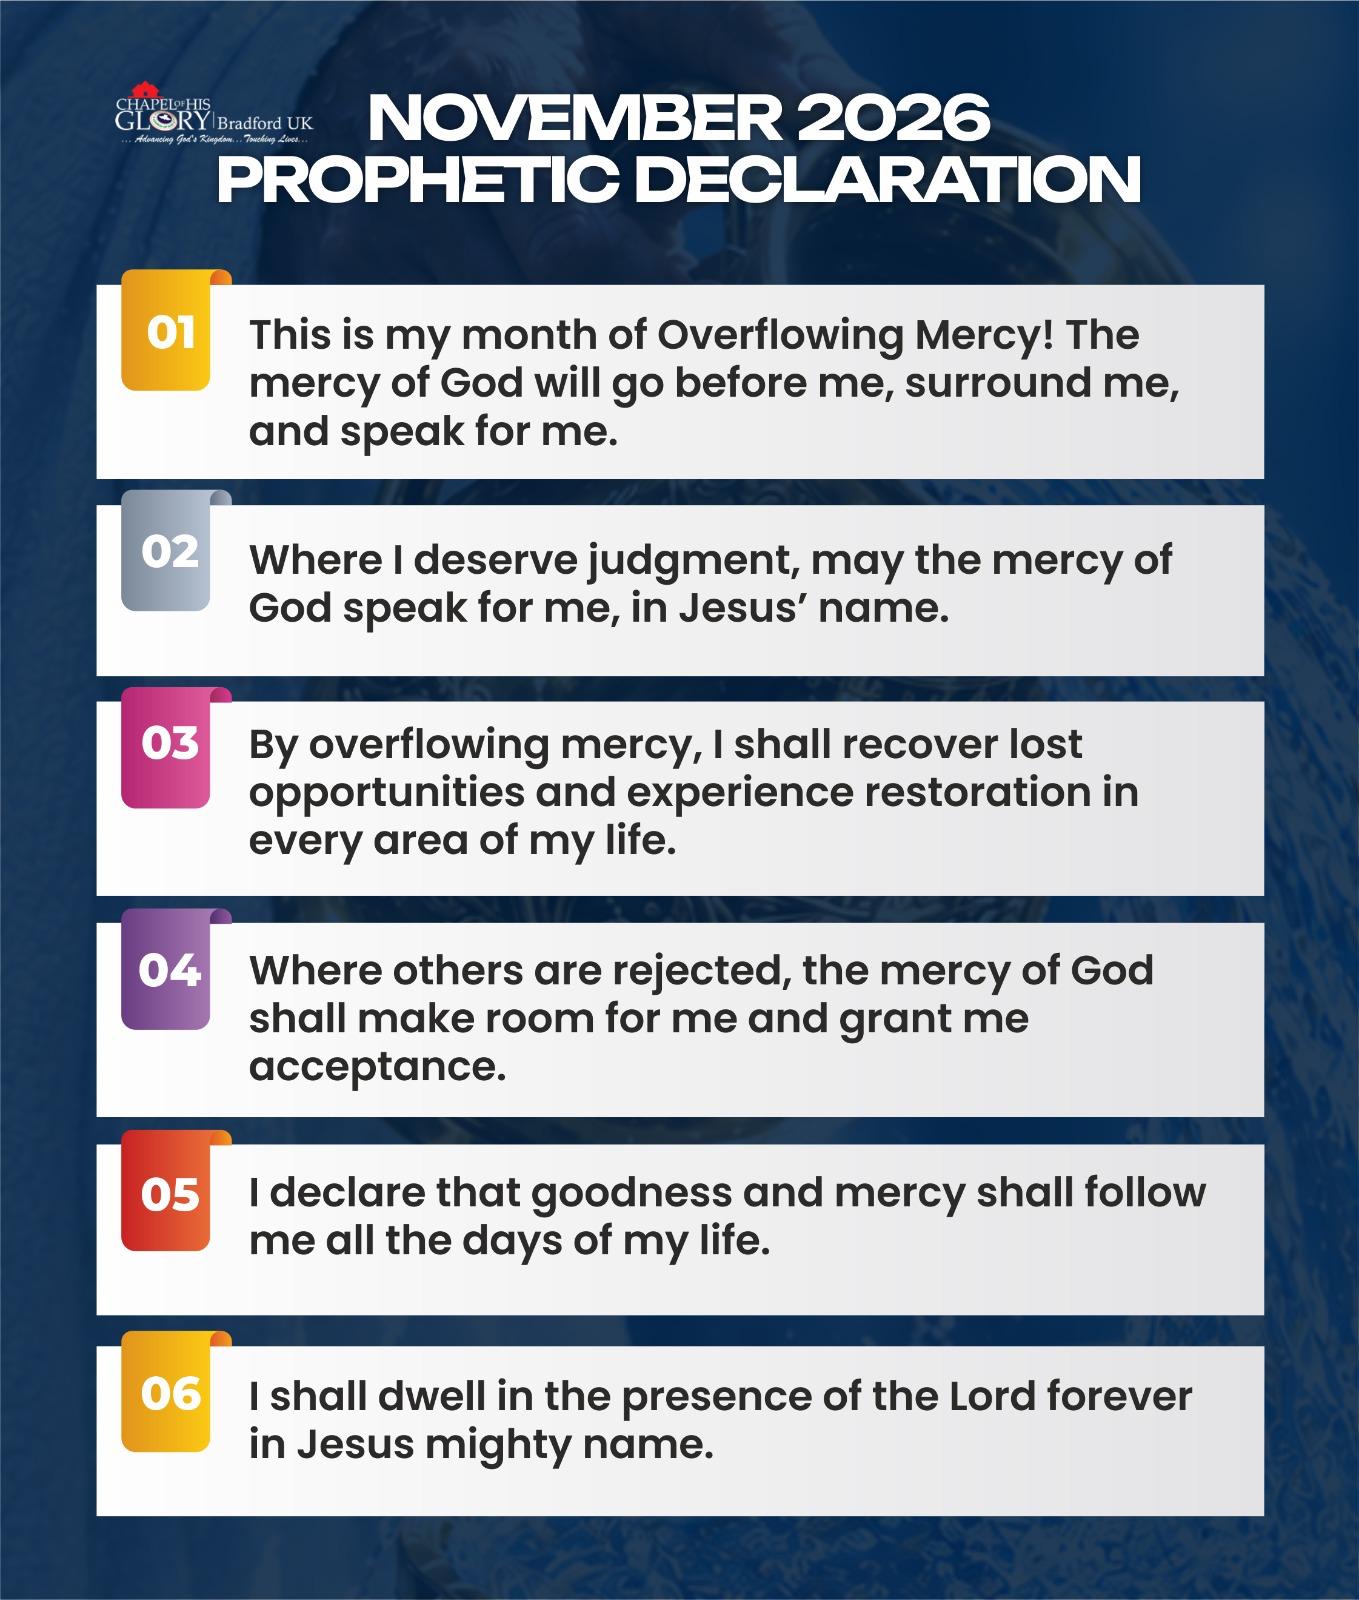 CHAPEL OF HIS
GLORY Bradford UK
... Advancing God's Kingdom... Touching Lives...
NOVEMBER 2026
PROPHETIC DECLARATION
01
This is my month of Overflowing Mercy! The
mercy of God will go before me, surround me,
and speak for me.
02
Where I deserve judgment, may the mercy of
God speak for me, in Jesus’ name.
03
By overflowing mercy, I shall recover lost
opportunities and experience restoration in
every area of my life.
04
Where others are rejected, the mercy of God
shall make room for me and grant me
acceptance.
05
I declare that goodness and mercy shall follow
me all the days of my life.
06
I shall dwell in the presence of the Lord forever
in Jesus mighty name.